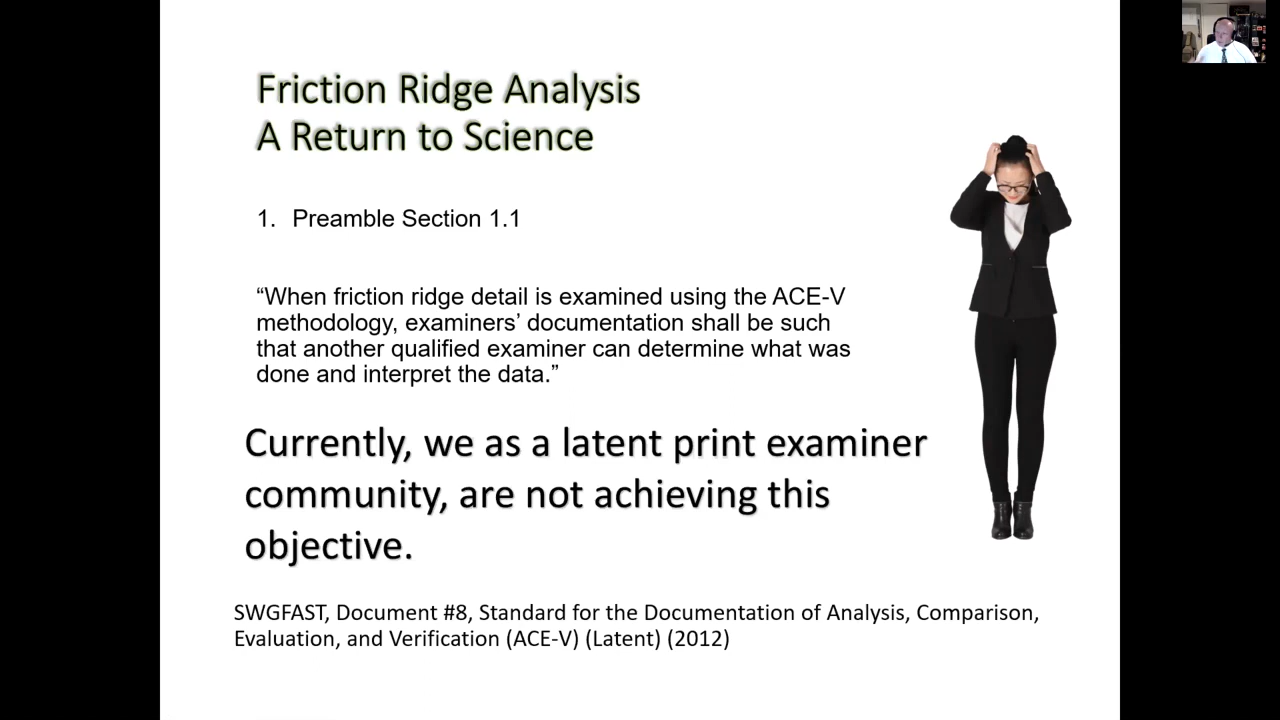 Friction Ridge Analysis
A Return to Science
1. Preamble Section 1.1
“When friction ridge detail is examined using the ACE-V
methodology, examiners’ documentation shall be such
that another qualified examiner can determine what was
done and interpret the data.”
Currently, we as a latent print examiner
community, are not achieving this
objective.
SWGFAST, Document #8, Standard for the Documentation of Analysis, Comparison,
Evaluation, and Verification (ACE-V) (Latent) (2012)